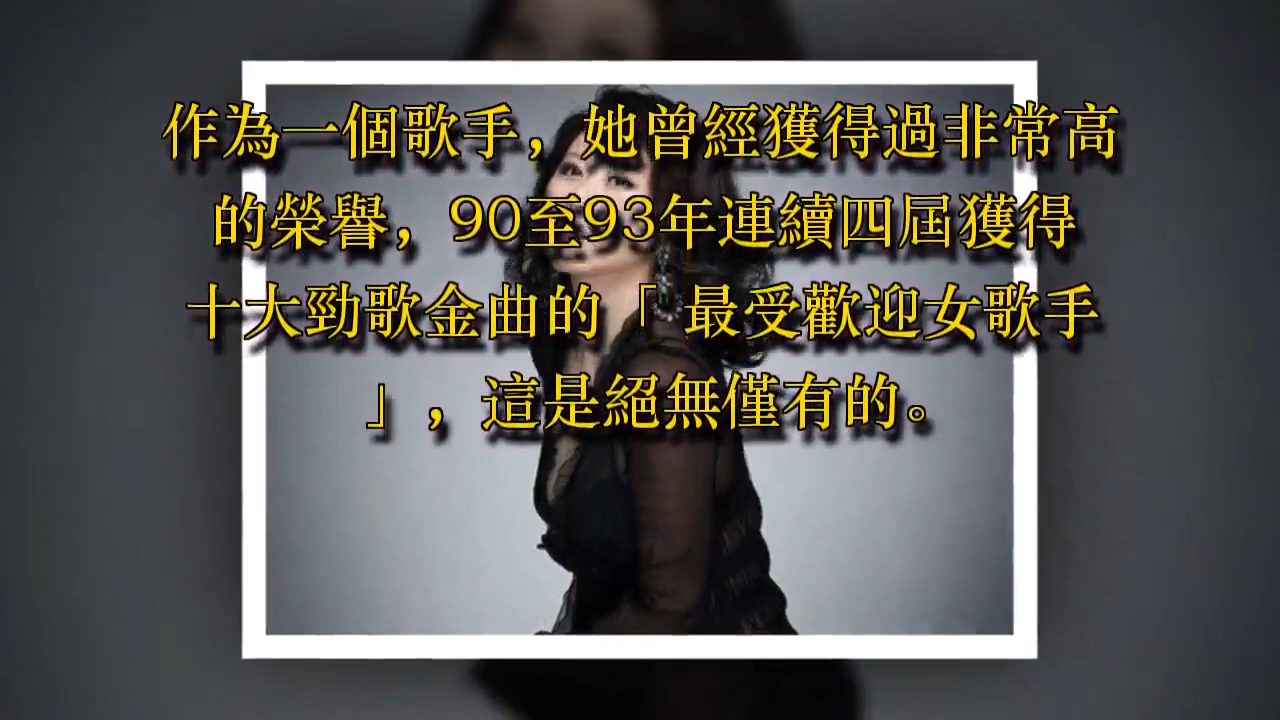 作為一個歌手，她曾經獲得過非常高
的榮譽，90至93年連續四屆獲得
十大勁歌金曲的「 最受歡迎女歌手
」，這是絕無僅有的。